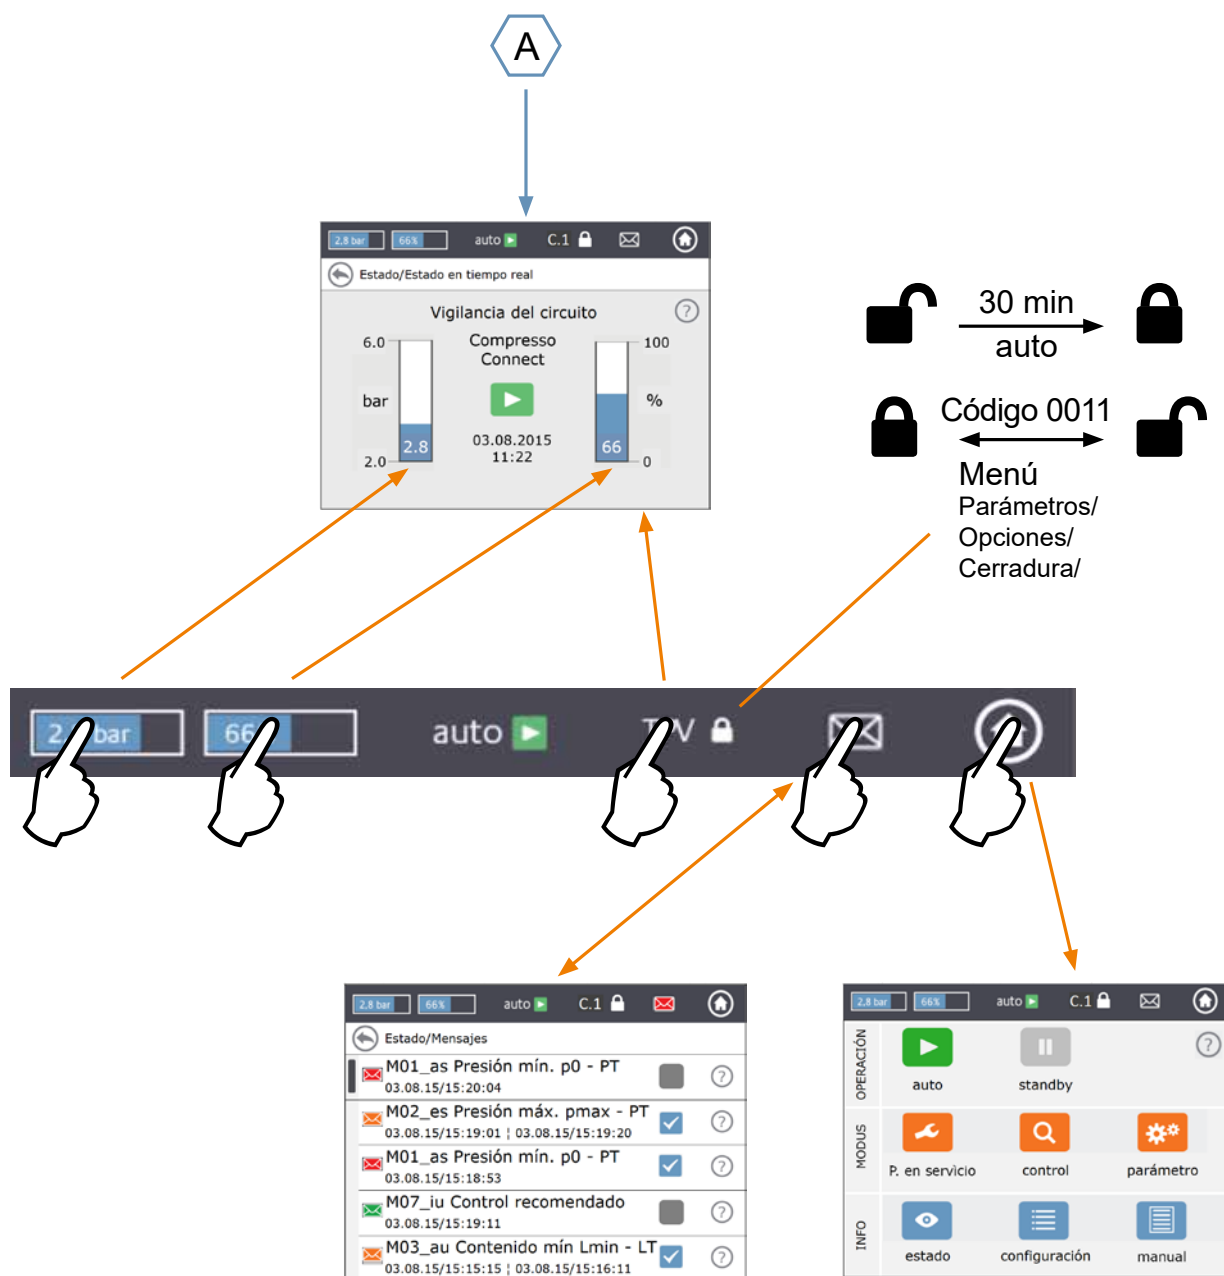 A
2.8 bar 66% auto C.1
Estado/Estado en tiempo real
Vigilancia del circuito ?
6.0 Compresso 100
Connect
bar %
2.8 03.08.2015 66
11:22
2.0 0
30 min
auto
Código 0011
Menú
Parámetros/
Opciones/
Cerradura/
bar 66 auto
2.8 bar 66% auto C.1
Estado/Mensajes
M01_as Presión mín. p0 - PT
03.08.15/15:20:04 ?
M02_es Presión máx. pmax - PT
03.08.15/15:19:01 ¦ 03.08.15/15:19:20 ?
M01_as Presión mín. p0 - PT
03.08.15/15:18:53 ?
M07_iu Control recomendado
03.08.15/15:19:11 ?
M03_au Contenido mín Lmin - LT
03.08.15/15:15:15 ¦ 03.08.15/15:16:11 ?
2,8 bar 66% auto C.1
OPERACIÓN ?
auto standby
MODUS
P. en servicio control parámetro
INFO
estado configuración manual